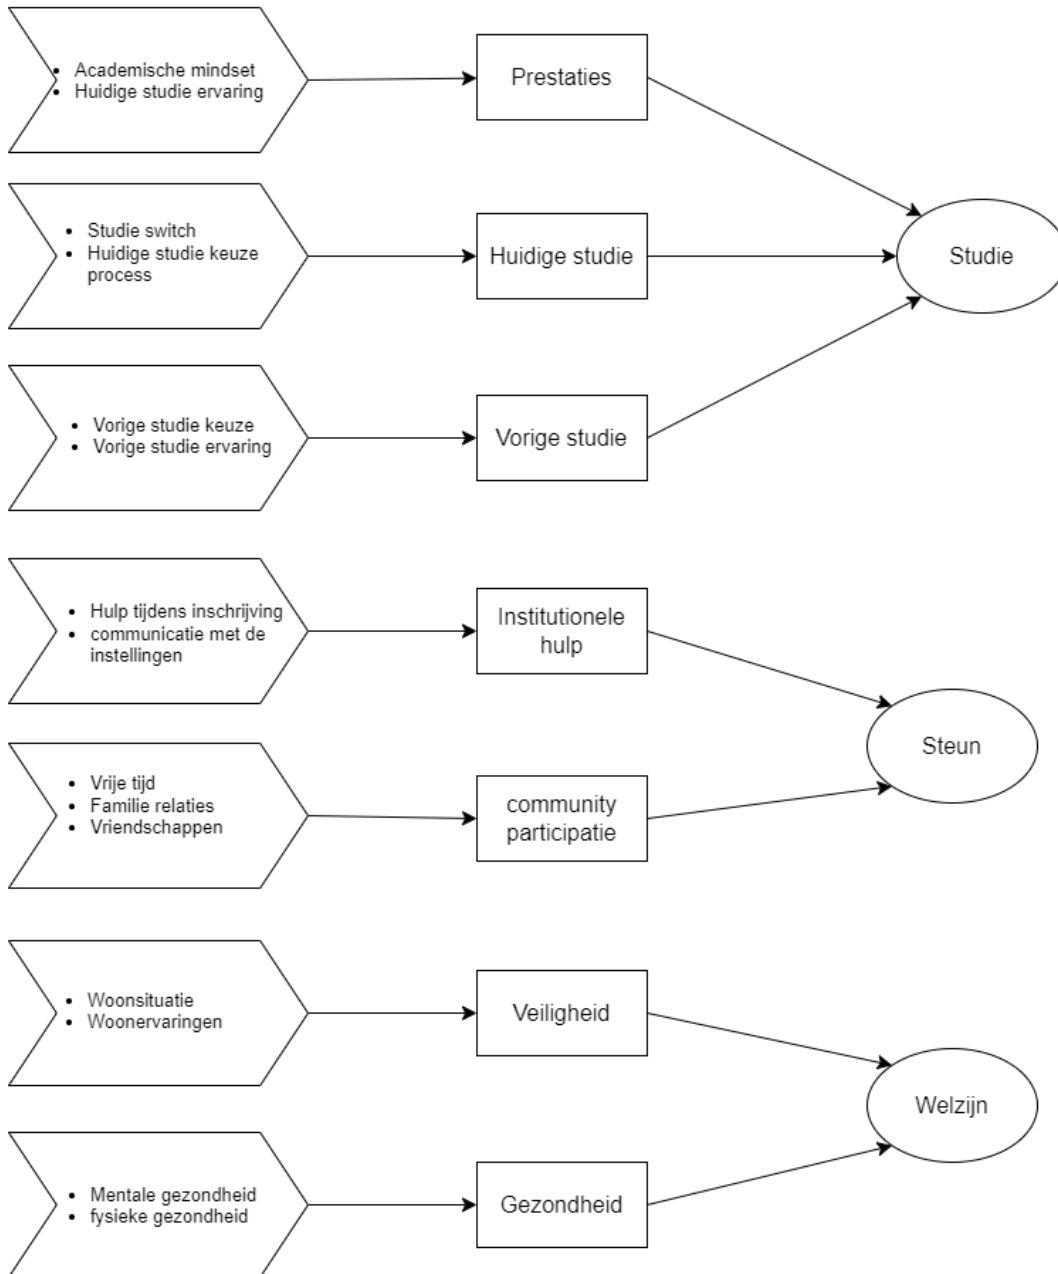 • Academische mindset
• Huidige studie ervaring
Prestaties
• Studie switch
• Huidige studie keuze
process
Huidige studie
Studie
• Vorige studie keuze
• Vorige studie ervaring
Vorige studie
• Hulp tijdens inschrijving
• communicatie met de
instellingen
Institutionele
hulp
Steun
• Vrije tijd
• Familie relaties
• Vriendschappen
community
participatie
• Woonsituatie
• Woonervaringen
Veiligheid
Welzijn
• Mentale gezondheid
• fysieke gezondheid
Gezondheid